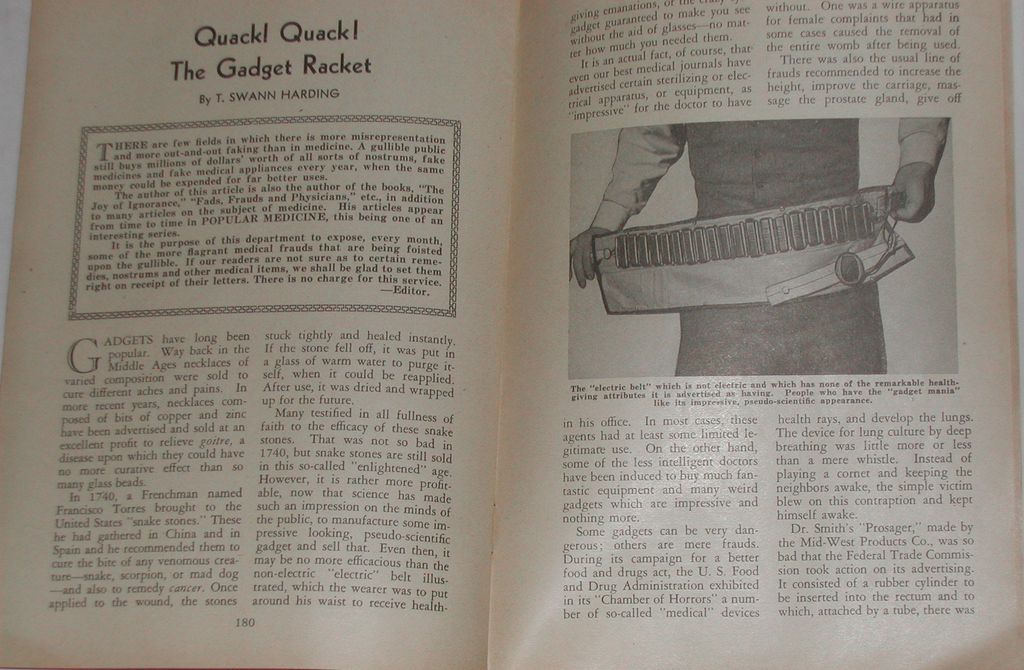 Quack! Quack!
The Gadget Racket
By T. SWANN HARDING
THERE are few fields in which there is more misrepresentation
and more out-and-out faking than in medicine. A gullible public
still buys millions of dollars' worth of all sorts of nostrums, fake
medicines and fake medical appliances every year, when the same
money could be expended for far better uses.
The author of this article is also the author of the books, "The
Joy of Ignorance," "Fads, Frauds and Physicians," etc., in addition
to many articles on the subject of medicine. His articles appear
from time to time in POPULAR MEDICINE, this being one of an
interesting series.
It is the purpose of this department to expose, every month,
some of the more flagrant medical frauds that are being foisted
upon the gullible. If our readers are not sure as to certain reme-
dies, nostrums and other medical items, we shall be glad to set them
right on receipt of their letters. There is no charge for this service.
—Editor.
GADGETS have long been
popular. Way back in the
Middle Ages necklaces of
varied composition were sold to
cure different aches and pains. In
more recent years, necklaces com-
posed of bits of copper and zinc
have been advertised and sold at an
excellent profit to relieve goitre, a
disease upon which they could have
no more curative effect than so
many glass beads.
In 1740, a Frenchman named
Francisco Torres brought to the
United States "snake stones." These
he had gathered in China and in
Spain and he recommended them to
cure the bite of any venomous crea-
ture—snake, scorpion, or mad dog
—and also to remedy cancer. Once
applied to the wound, the stones
stuck tightly and healed instantly.
If the stone fell off, it was put in
a glass of warm water to purge it-
self, when it could be reapplied.
After use, it was dried and wrapped
up for the future.
Many testified in all fullness of
faith to the efficacy of these snake
stones. That was not so bad in
1740, but snake stones are still sold
in this so-called "enlightened" age.
However, it is rather more profit-
able, now that science has made
such an impression on the minds of
the public, to manufacture some im-
pressive looking, pseudo-scientific
gadget and sell that. Even then, it
may be no more efficacious than the
non-electric "electric" belt illus-
trated, which the wearer was to put
around his waist to receive health-
180
giving emanations, or the crazy
gadget guaranteed to make you see
without the aid of glasses—no mat-
ter how much you needed them.
It is an actual fact, of course, that
even our best medical journals have
advertised certain sterilizing or elec-
trical apparatus, or equipment, as
"impressive" for the doctor to have
without. One was a wire apparatus
for female complaints that had in
some cases caused the removal of
the entire womb after being used.
There was also the usual line of
frauds recommended to increase the
height, improve the carriage, mas-
sage the prostate gland, give off
The "electric belt" which is not electric and which has none of the remarkable health-
giving attributes it is advertised as having. People who have the "gadget mania"
like its impressive, pseudo-scientific appearance.
in his office. In most cases, these
agents had at least some limited le-
gitimate use. On the other hand,
some of the less intelligent doctors
have been induced to buy much fan-
tastic equipment and many weird
gadgets which are impressive and
nothing more.
Some gadgets can be very dan-
gerous; others are mere frauds.
During its campaign for a better
food and drugs act, the U. S. Food
and Drug Administration exhibited
in its "Chamber of Horrors" a num-
ber of so-called "medical" devices
health rays, and develop the lungs.
The device for lung culture by deep
breathing was little more or less
than a mere whistle. Instead of
playing a cornet and keeping the
neighbors awake, the simple victim
blew on this contraption and kept
himself awake.
Dr. Smith's "Prosager," made by
the Mid-West Products Co., was so
bad that the Federal Trade Commis-
sion took action on its advertising.
It consisted of a rubber cylinder to
be inserted into the rectum and to
which, attached by a tube, there was